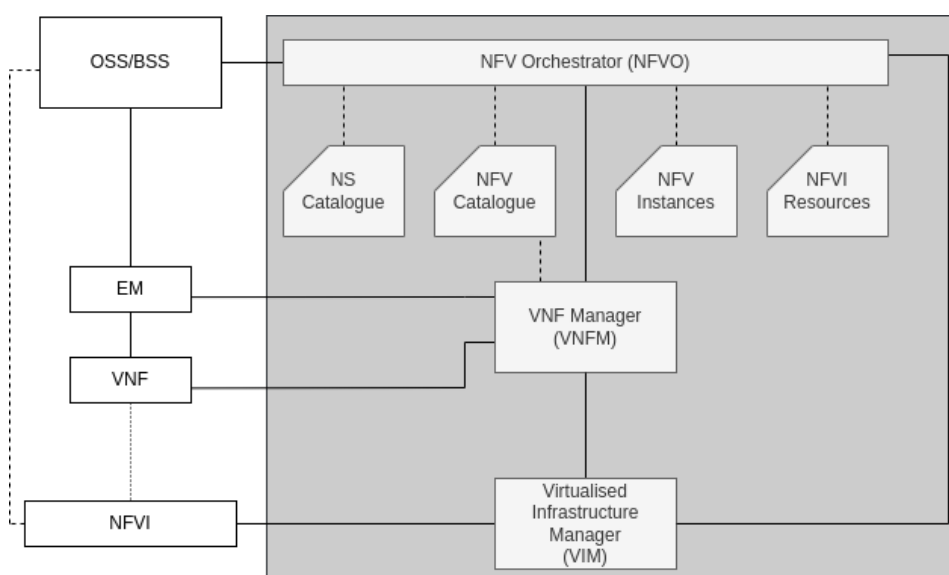 OSS/BSS
NFV Orchestrator (NFVO)
NS
Catalogue
NFV
Catalogue
NFV
Instances
NFVI
Resources
EM
VNF Manager
(VNFM)
VNF
NFVI
Virtualised
Infrastructure
Manager
(VIM)